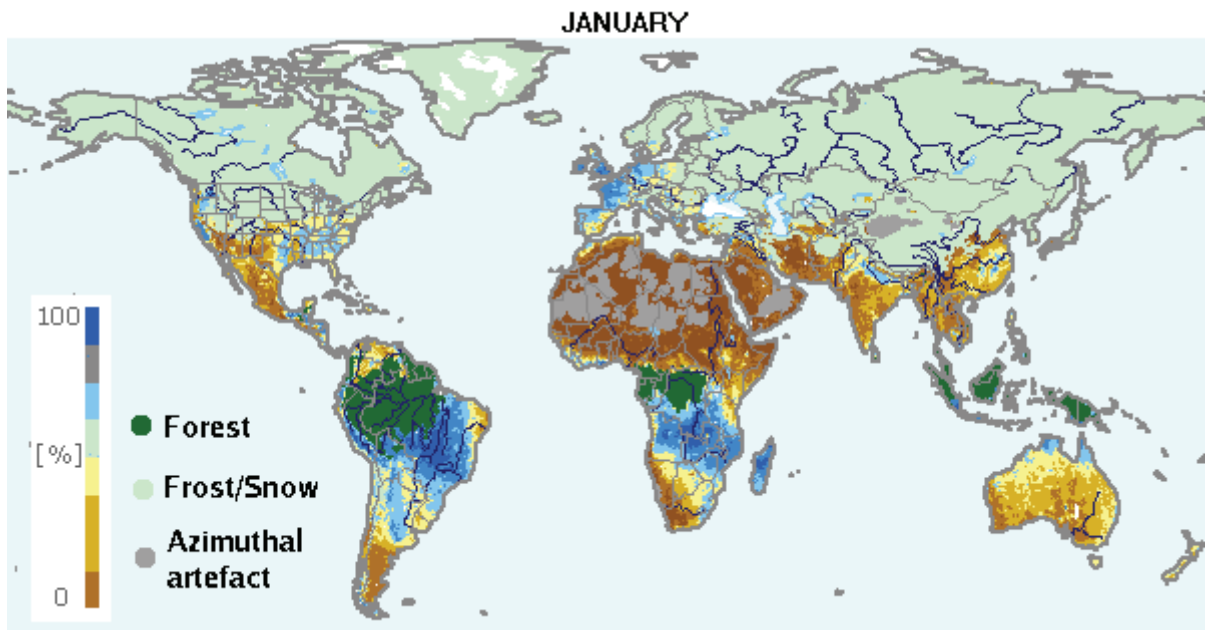 JANUARY
100
[%]
0
Forest
Frost/Snow
Azimuthal
artefact